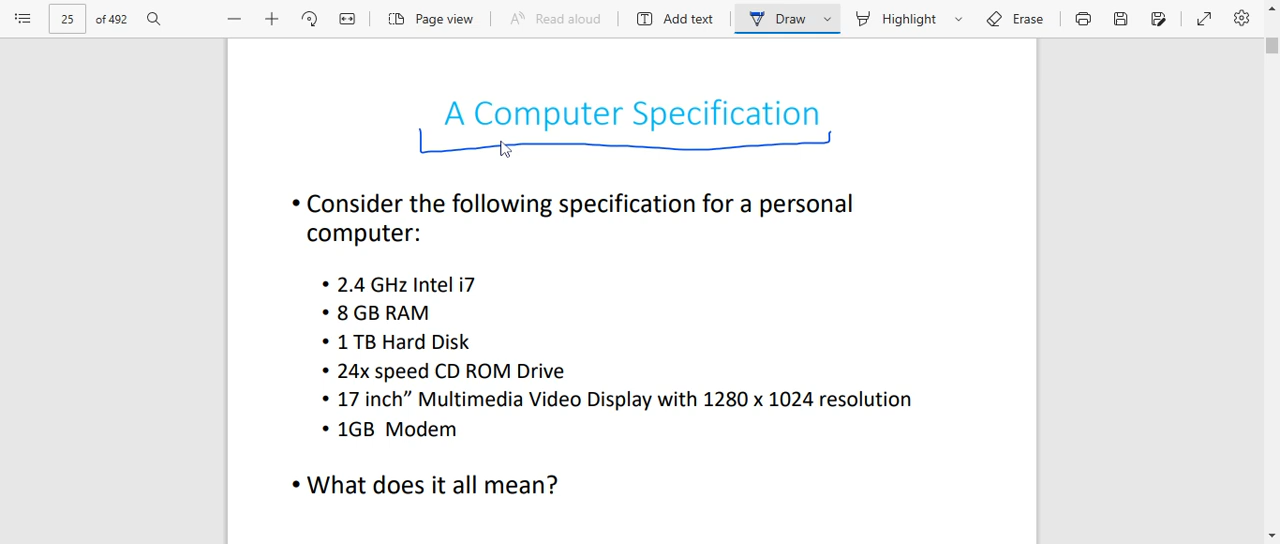 25 of 492 Page view Read aloud Add text Draw Highlight Erase
A Computer Specification
• Consider the following specification for a personal
computer:
• 2.4 GHz Intel i7
• 8 GB RAM
• 1 TB Hard Disk
• 24x speed CD ROM Drive
• 17 inch” Multimedia Video Display with 1280 x 1024 resolution
• 1GB  Modem
• What does it all mean?